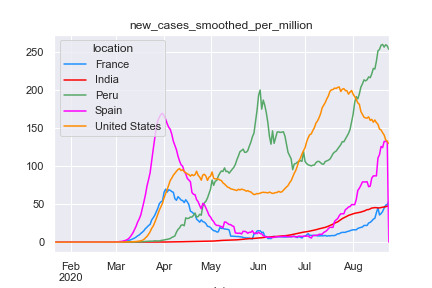 new_cases_smoothed_per_million
location
France
India
Peru
Spain
United States
250
200
150
100
50
0
Feb Mar Apr May Jun Jul Aug
2020